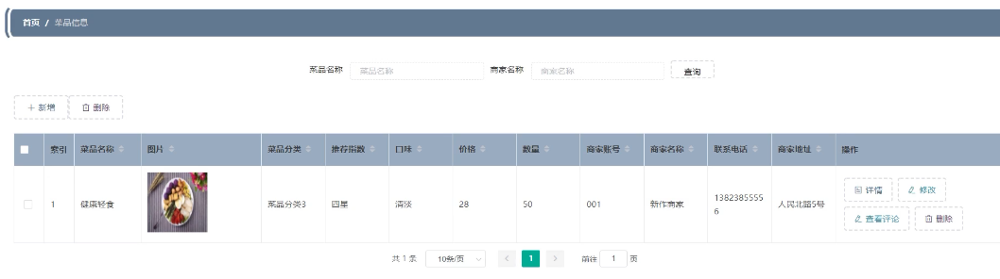 首页 / 菜品信息
菜品名称 菜品名称 商家名称 商家名称 查询
+ 新增 删除
索引 菜品名称 图片 菜品分类 推荐指数 口味 价格 数量 商家账号 商家名称 联系电话 商家地址 操作
1 健康轻食 菜品分类3 四星 清淡 28 50 001 新作商家 13823855556 人民北路5号 详情 修改
查看评论 删除
共 1 条 10条/页 < 1 > 前往 1 页